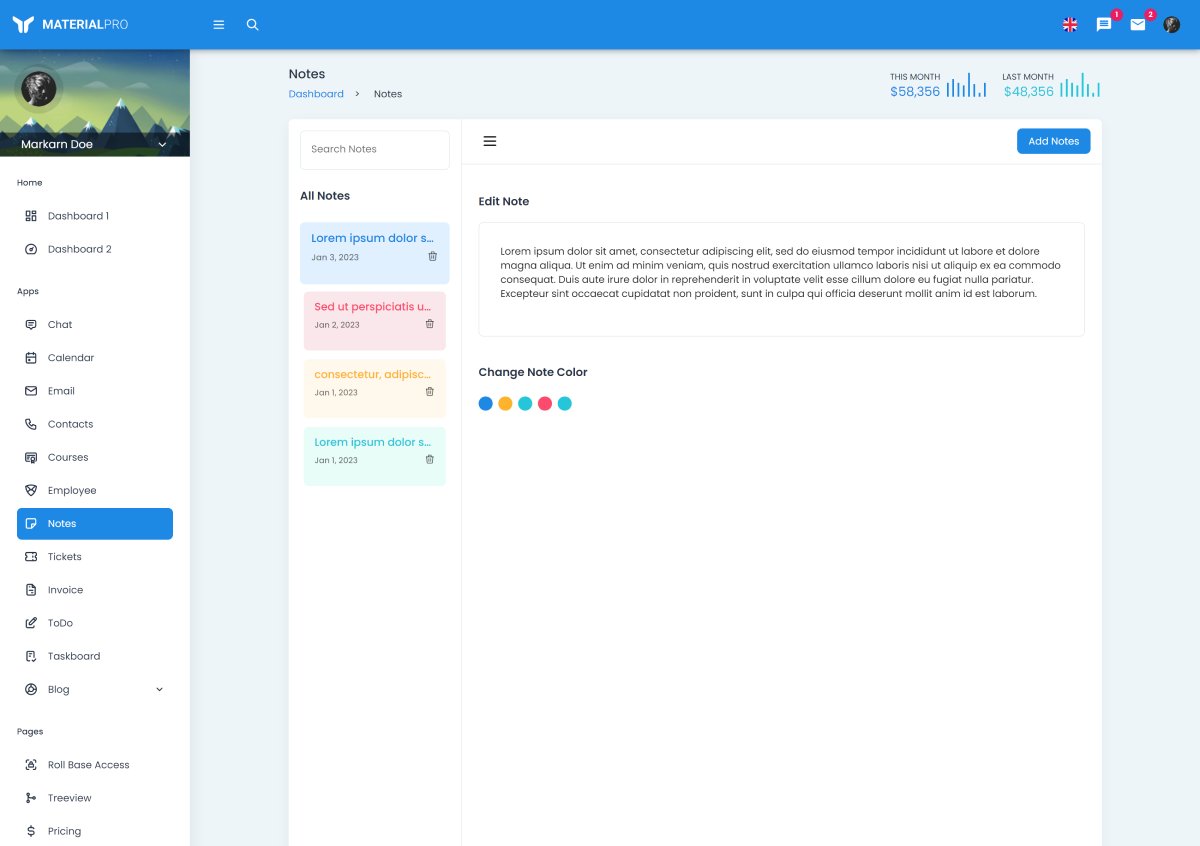 MATERIALPRO
1
2
Markarn Doe
Home
Dashboard 1
Dashboard 2
Apps
Chat
Calendar
Email
Contacts
Courses
Employee
Notes
Tickets
Invoice
ToDo
Taskboard
Blog
Pages
Roll Base Access
Treeview
Pricing
Notes
Dashboard > Notes
THIS MONTH
$58,356
LAST MONTH
$48,356
Search Notes
All Notes
Lorem ipsum dolor s...
Jan 3, 2023
Sed ut perspiciatis u...
Jan 2, 2023
consectetur, adipisc...
Jan 1, 2023
Lorem ipsum dolor s...
Jan 1, 2023
Add Notes
Edit Note
Lorem ipsum dolor sit amet, consectetur adipiscing elit, sed do eiusmod tempor incididunt ut labore et dolore
magna aliqua. Ut enim ad minim veniam, quis nostrud exercitation ullamco laboris nisi ut aliquip ex ea commodo
consequat. Duis aute irure dolor in reprehenderit in voluptate velit esse cillum dolore eu fugiat nulla pariatur.
Excepteur sint occaecat cupidatat non proident, sunt in culpa qui officia deserunt mollit anim id est laborum.
Change Note Color